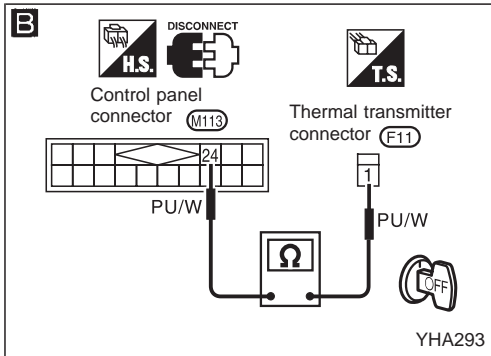 B
DISCONNECT
H.S.
T.S.
Control panel
connector M113
Thermal transmitter
connector F11
24
1
PU/W
PU/W
Ω
OFF
YHA293